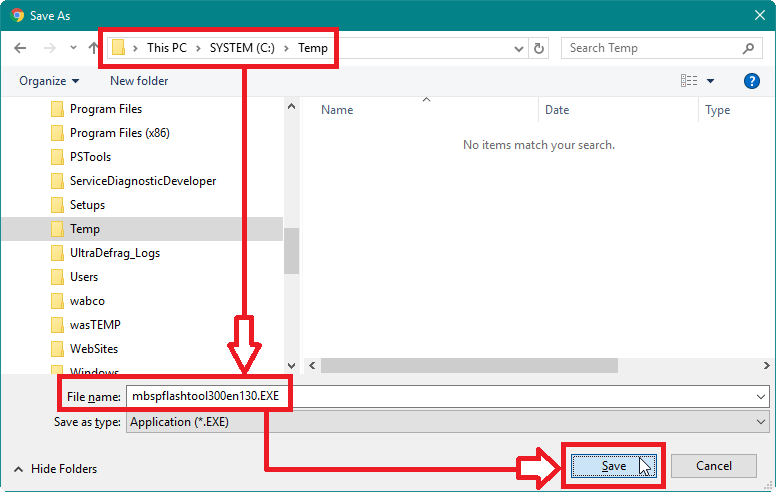 Save As
This PC > SYSTEM (C:) > Temp
Search Temp
Organize
New folder
?
Name
Date
Type
Program Files
Program Files (x86)
PSTools
ServiceDiagnosticDeveloper
Setups
Temp
UltraDefrag_Logs
Users
wabco
wasTEMP
WebSites
Windows
No items match your search.
File name: mbspflashtool300en130.EXE
Save as type: Application (*.EXE)
Hide Folders
Save
Cancel